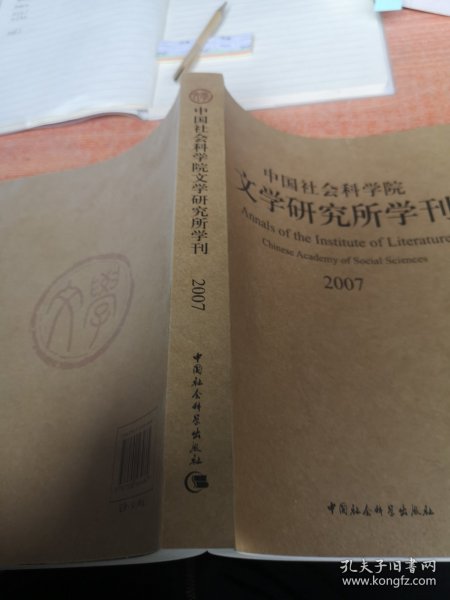 中国社会科学院文学研究所学刊
2007
中国社会科学出版社
中国社会科学院
文学研究所学刊
Annals of the Institute of Literature
Chinese Academy of Social Sciences
2007
中国社会科学出版社
文學
孔夫子旧书网
www.kongfz.com